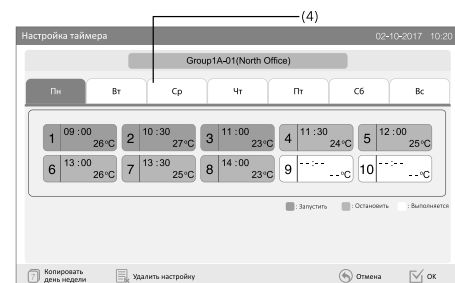 (4)
Настройка таймера 02-10-2017 10:20
Group1A-01(North Office)
Пн Вт Ср Чт Пт Сб Вс
1 09:00 26°C 2 10:30 27°C 3 11:00 23°C 4 11:30 24°C 5 12:00 25°C
6 13:00 26°C 7 13:30 25°C 8 14:00 23°C 9 --:-- --°C 10 --:-- --°C
: Запустить : Остановить : Выполняется
7 Копировать день недели Удалить настройку Отмена ОК